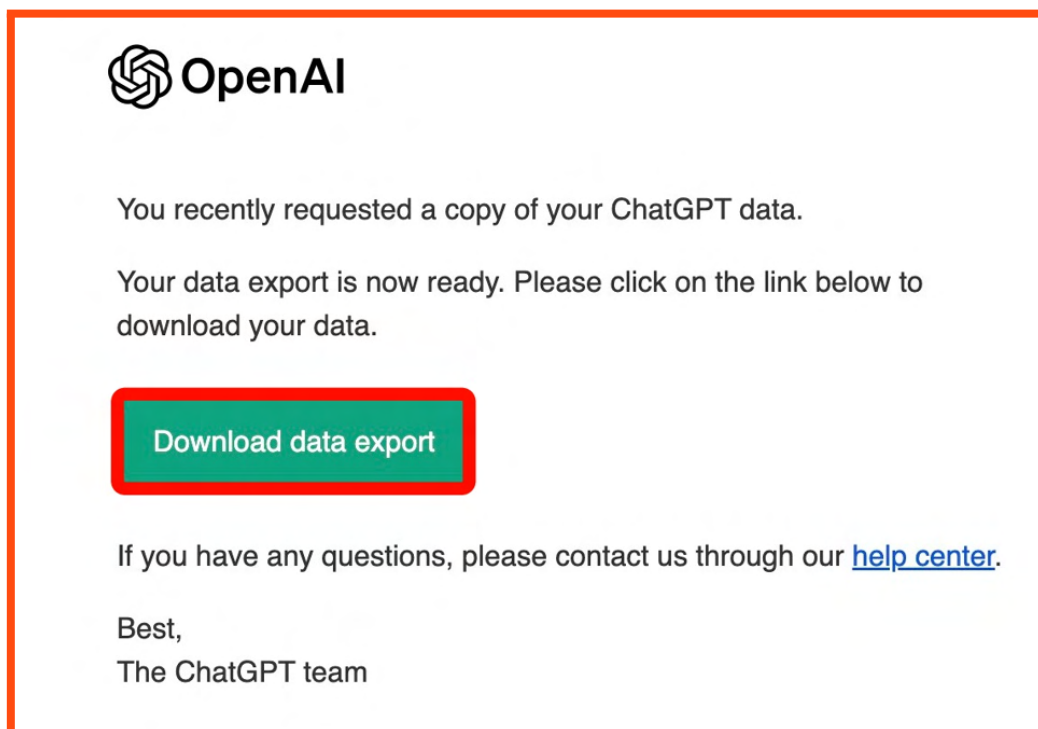 OpenAI
You recently requested a copy of your ChatGPT data.
Your data export is now ready. Please click on the link below to
download your data.
Download data export
If you have any questions, please contact us through our help center.
Best,
The ChatGPT team